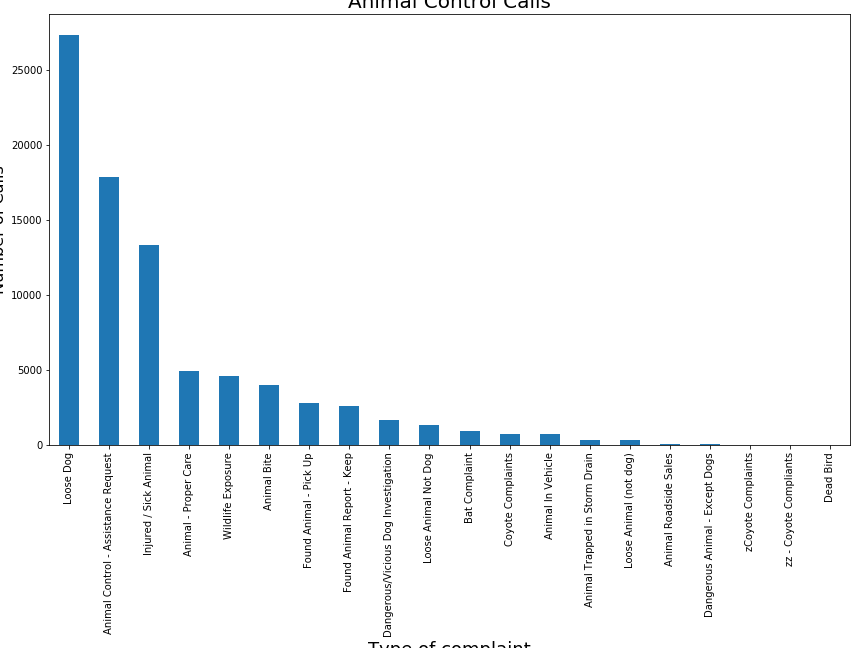 Animal Control Calls
Number of Calls
25000
20000
15000
10000
5000
0
Loose Dog
Animal Control - Assistance Request
Injured / Sick Animal
Animal - Proper Care
Wildlife Exposure
Animal Bite
Found Animal - Pick Up
Found Animal Report - Keep
Dangerous/Vicious Dog Investigation
Loose Animal Not Dog
Bat Complaint
Coyote Complaints
Animal In Vehicle
Animal Trapped in Storm Drain
Loose Animal (not dog)
Animal Roadside Sales
Dangerous Animal - Except Dogs
zCoyote Complaints
zz - Coyote Compliants
Dead Bird
Type of complaint